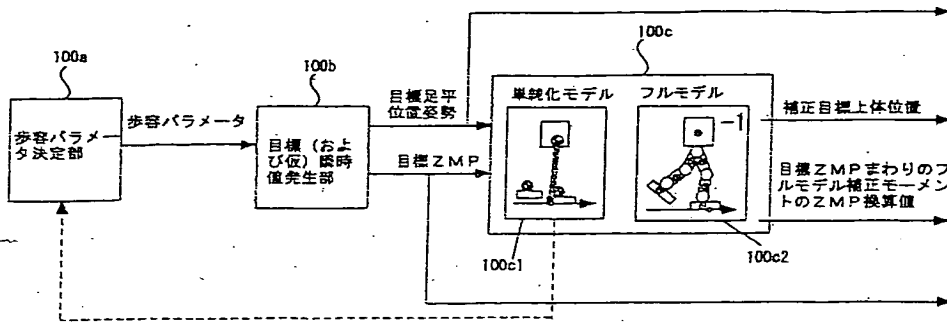 100a
100b
100c
歩容パラメー
タ決定部
歩容パラメータ
目標(およ
び仮)瞬時
値発生部
目標足平
位置姿勢
目標ZMP
単純化モデル
フルモデル
-1
100c1
100c2
補正目標上体位置
目標ZMPまわりのフ
ルモデル補正モーメン
トのZMP換算値